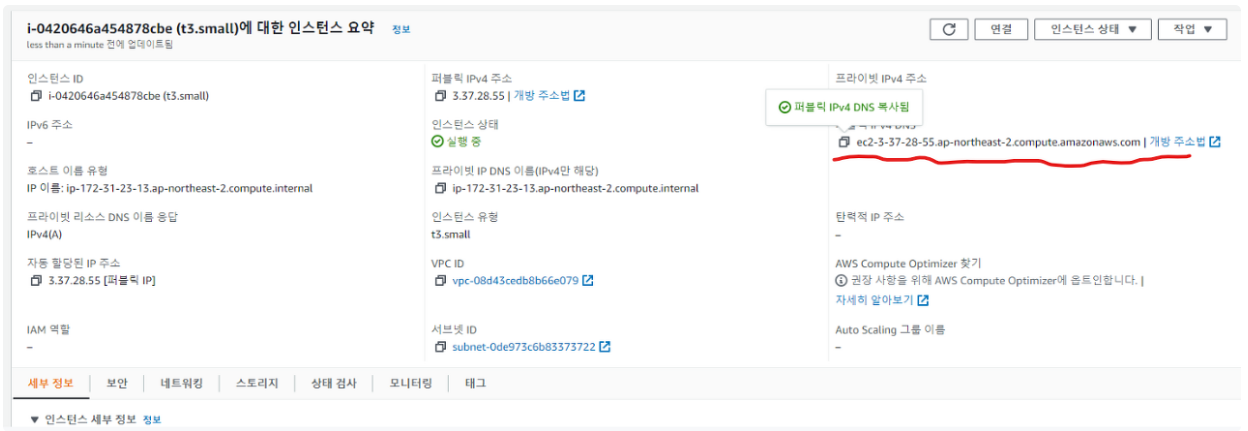 i-0420646a454878cbe (t3.small)에 대한 인스턴스 요약 정보
less than a minute 전에 업데이트됨
연결
인스턴스 상태 ▼
작업 ▼
인스턴스 ID
i-0420646a454878cbe (t3.small)
퍼블릭 IPv4 주소
3.37.28.55 | 개방 주소법
프라이빗 IPv4 주소
퍼블릭 IPv4 DNS 복사됨
IPv6 주소
–
인스턴스 상태
실행 중
IPv4 DNS
ec2-3-37-28-55.ap-northeast-2.compute.amazonaws.com | 개방 주소법
호스트 이름 유형
IP 이름: ip-172-31-23-13.ap-northeast-2.compute.internal
프라이빗 IP DNS 이름(IPv4만 해당)
ip-172-31-23-13.ap-northeast-2.compute.internal
프라이빗 리소스 DNS 이름 응답
IPv4(A)
인스턴스 유형
t3.small
탄력적 IP 주소
–
자동 할당된 IP 주소
3.37.28.55 [퍼블릭 IP]
VPC ID
vpc-08d43cedb8b66e079
AWS Compute Optimizer 찾기
권장 사항을 위해 AWS Compute Optimizer에 옵트인합니다. |
자세히 알아보기
IAM 역할
–
서브넷 ID
subnet-0de973c6b83373722
Auto Scaling 그룹 이름
–
세부 정보
보안
네트워킹
스토리지
상태 검사
모니터링
태그
▼ 인스턴스 세부 정보 정보